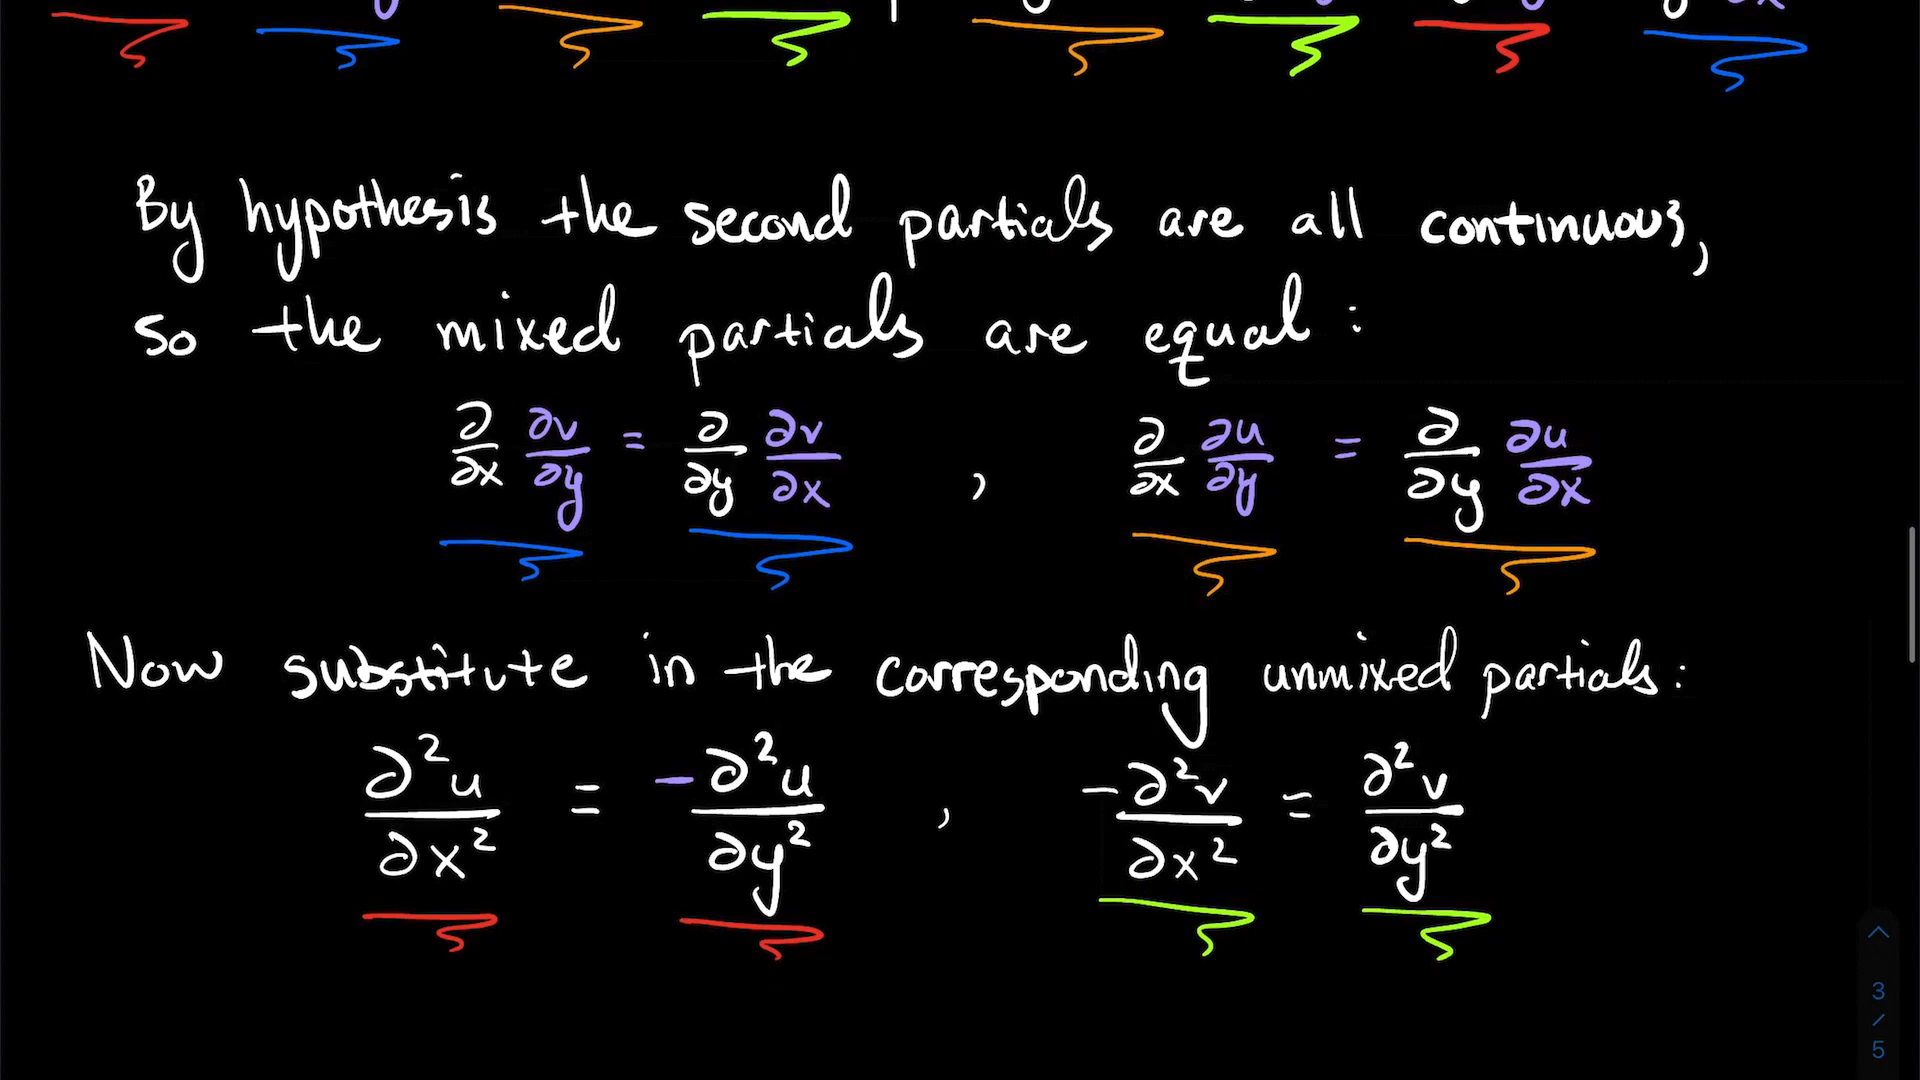 By hypothesis the second partials are all continuous,
so the mixed partials are equal:
∂/∂x ∂v/∂y = ∂/∂y ∂v/∂x , ∂/∂x ∂u/∂y = ∂/∂y ∂u/∂x
Now substitute in the corresponding unmixed partials:
∂²u/∂x² = -∂²u/∂y² , -∂²v/∂x² = ∂²v/∂y²
3
/
5